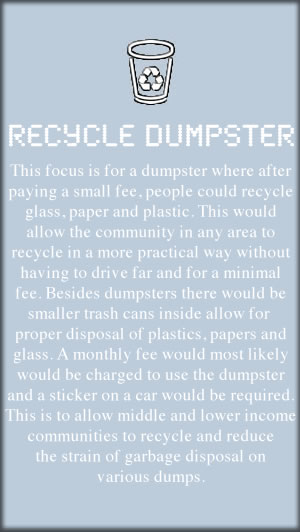 RECYCLE DUMPSTER
This focus is for a dumpster where after
paying a small fee, people could recycle
glass, paper and plastic. This would
allow the community in any area to
recycle in a more practical way without
having to drive far and for a minimal
fee. Besides dumpsters there would be
smaller trash cans inside allow for
proper disposal of plastics, papers and
glass. A monthly fee would most likely
would be charged to use the dumpster
and a sticker on a car would be required.
This is to allow middle and lower income
communities to recycle and reduce
the strain of garbage disposal on
various dumps.